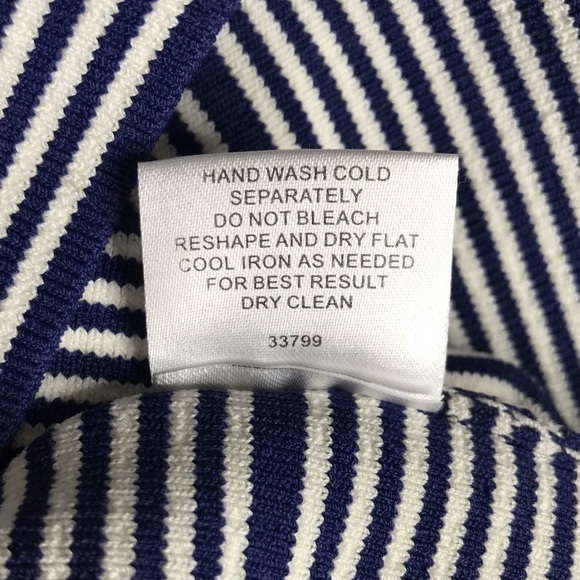 HAND WASH COLD
SEPARATELY
DO NOT BLEACH
RESHAPE AND DRY FLAT
COOL IRON AS NEEDED
FOR BEST RESULT
DRY CLEAN
33799